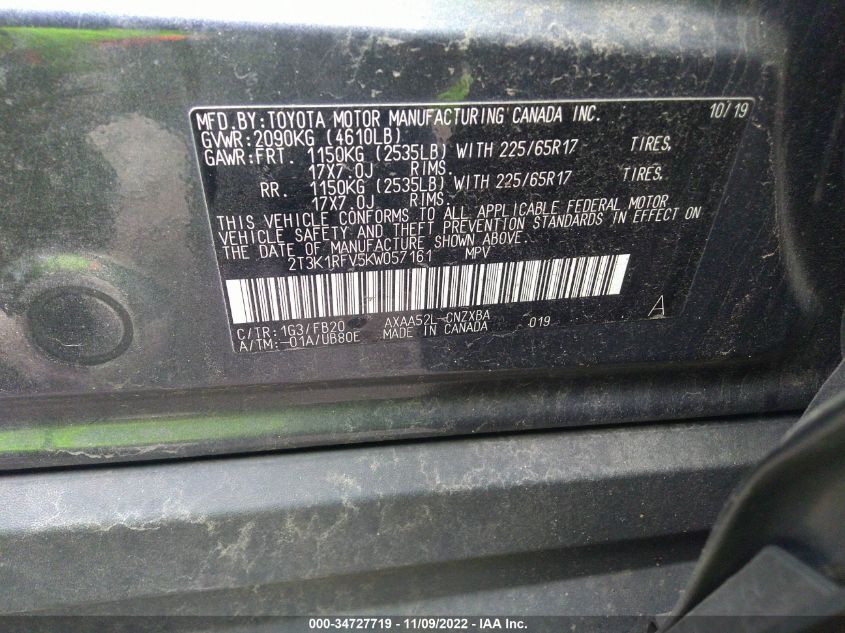 MFD.BY:TOYOTA MOTOR MANUFACTURING CANADA INC. 10/19
GVWR:2090KG (4610LB)
GAWR:FRT. 1150KG (2535LB) WITH 225/65R17 TIRES,
17X7.0J RIMS.
RR. 1150KG (2535LB) WITH 225/65R17 TIRES,
17X7.0J RIMS.
THIS VEHICLE CONFORMS TO ALL APPLICABLE FEDERAL MOTOR
VEHICLE SAFETY AND THEFT PREVENTION STANDARDS IN EFFECT ON
THE DATE OF MANUFACTURE SHOWN ABOVE.
2T3K1RFV5KW057161 MPV
C/TR:1G3/FB20 AXAA52L-CNZXBA 019 A
A/TM:-01A/UB80E MADE IN CANADA
000-34727719 - 11/09/2022 - IAA Inc.